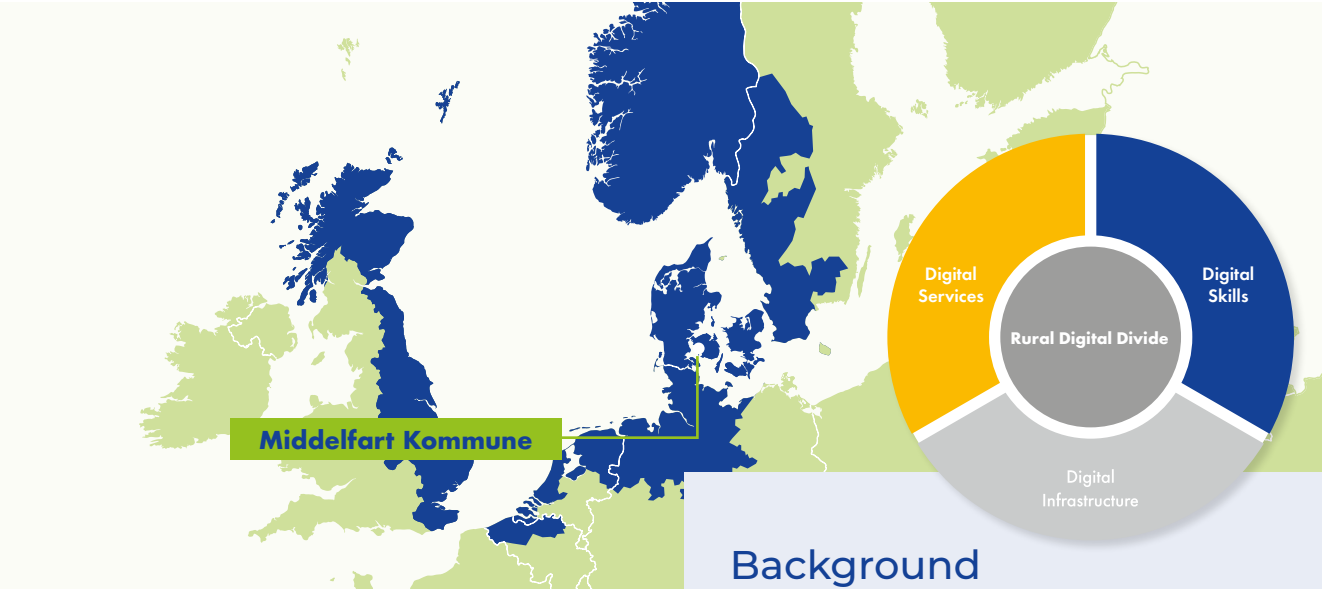 Digital
Services
Digital
Skills
Rural Digital Divide
Middelfart Kommune
Digital
Infrastructure
Background